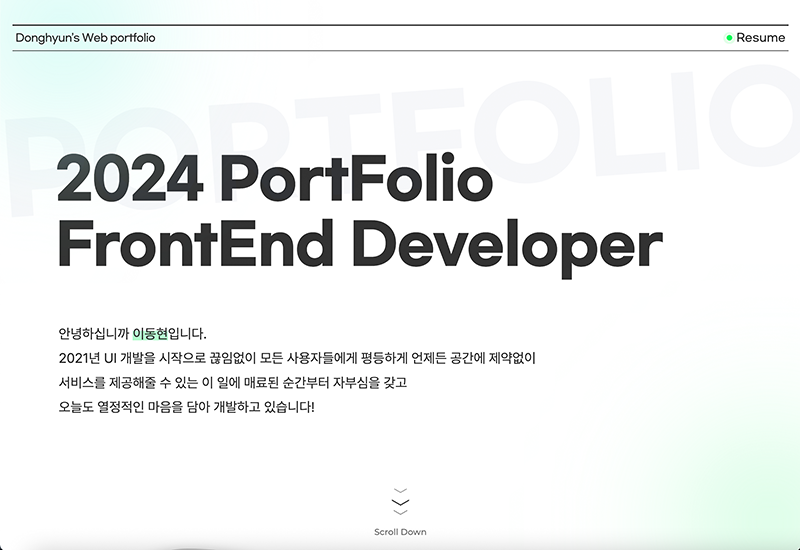 Donghyun's Web portfolio
Resume
PORTFOLIO
2024 PortFolio
FrontEnd Developer
안녕하십니까 이동현입니다.
2021년 UI 개발을 시작으로 끊임없이 모든 사용자들에게 평등하게 언제든 공간에 제약없이
서비스를 제공해줄 수 있는 이 일에 매료된 순간부터 자부심을 갖고
오늘도 열정적인 마음을 담아 개발하고 있습니다!
Scroll Down